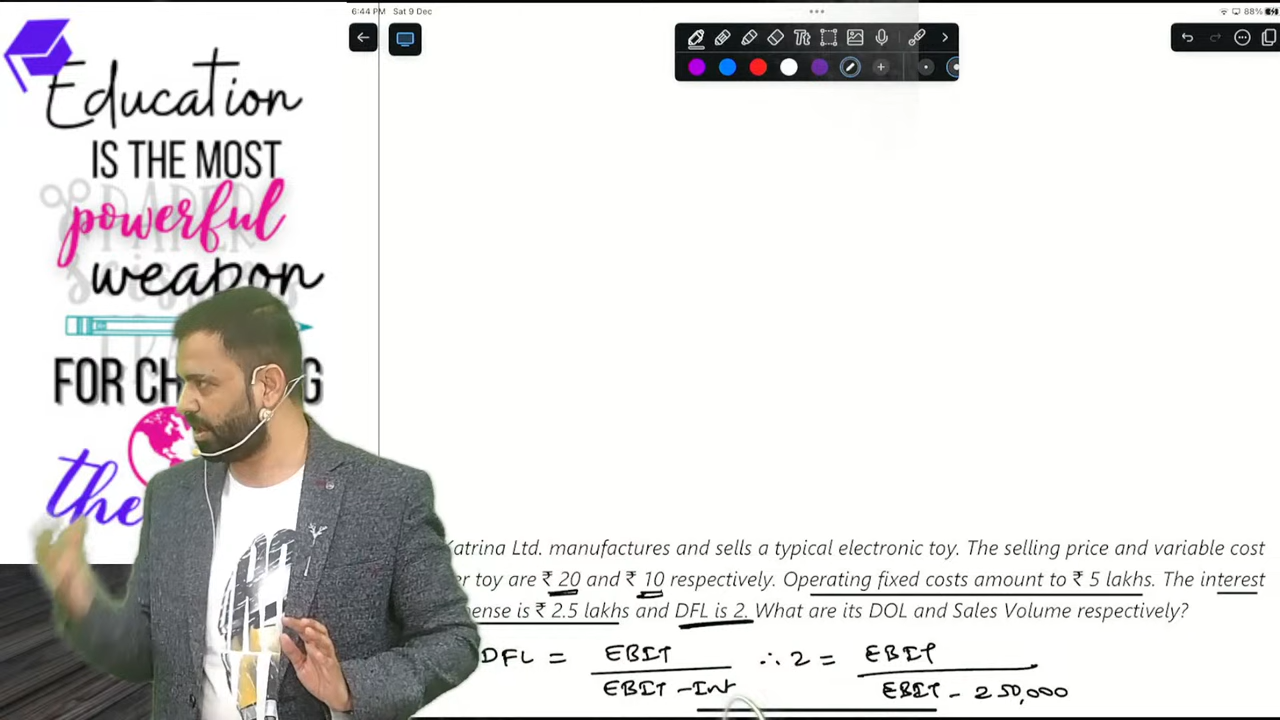 6:44 PM Sat 9 Dec
88%
Education
IS THE MOST
powerful
weapon
FOR CH G
the
Katrina Ltd. manufactures and sells a typical electronic toy. The selling price and variable cost
er toy are ₹ 20 and ₹ 10 respectively. Operating fixed costs amount to ₹ 5 lakhs. The interest
ense is ₹ 2.5 lakhs and DFL is 2. What are its DOL and Sales Volume respectively?
DFL = EBIT / EBIT - Int ∴ 2 = EBIT / EBIT - 250,000